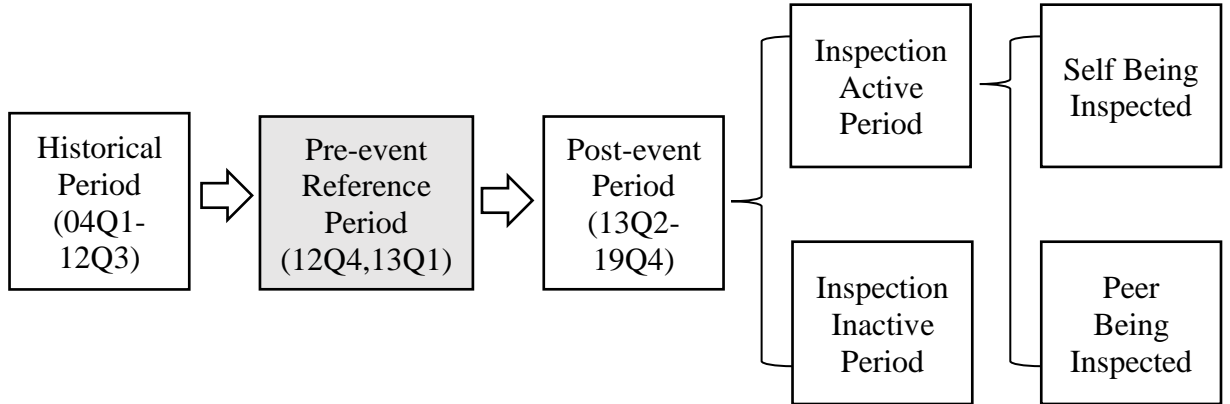 Historical
Period
(04Q1-
12Q3)
Pre-event
Reference
Period
(12Q4,13Q1)
Post-event
Period
(13Q2-
19Q4)
Inspection
Active
Period
Self Being
Inspected
Inspection
Inactive
Period
Peer
Being
Inspected